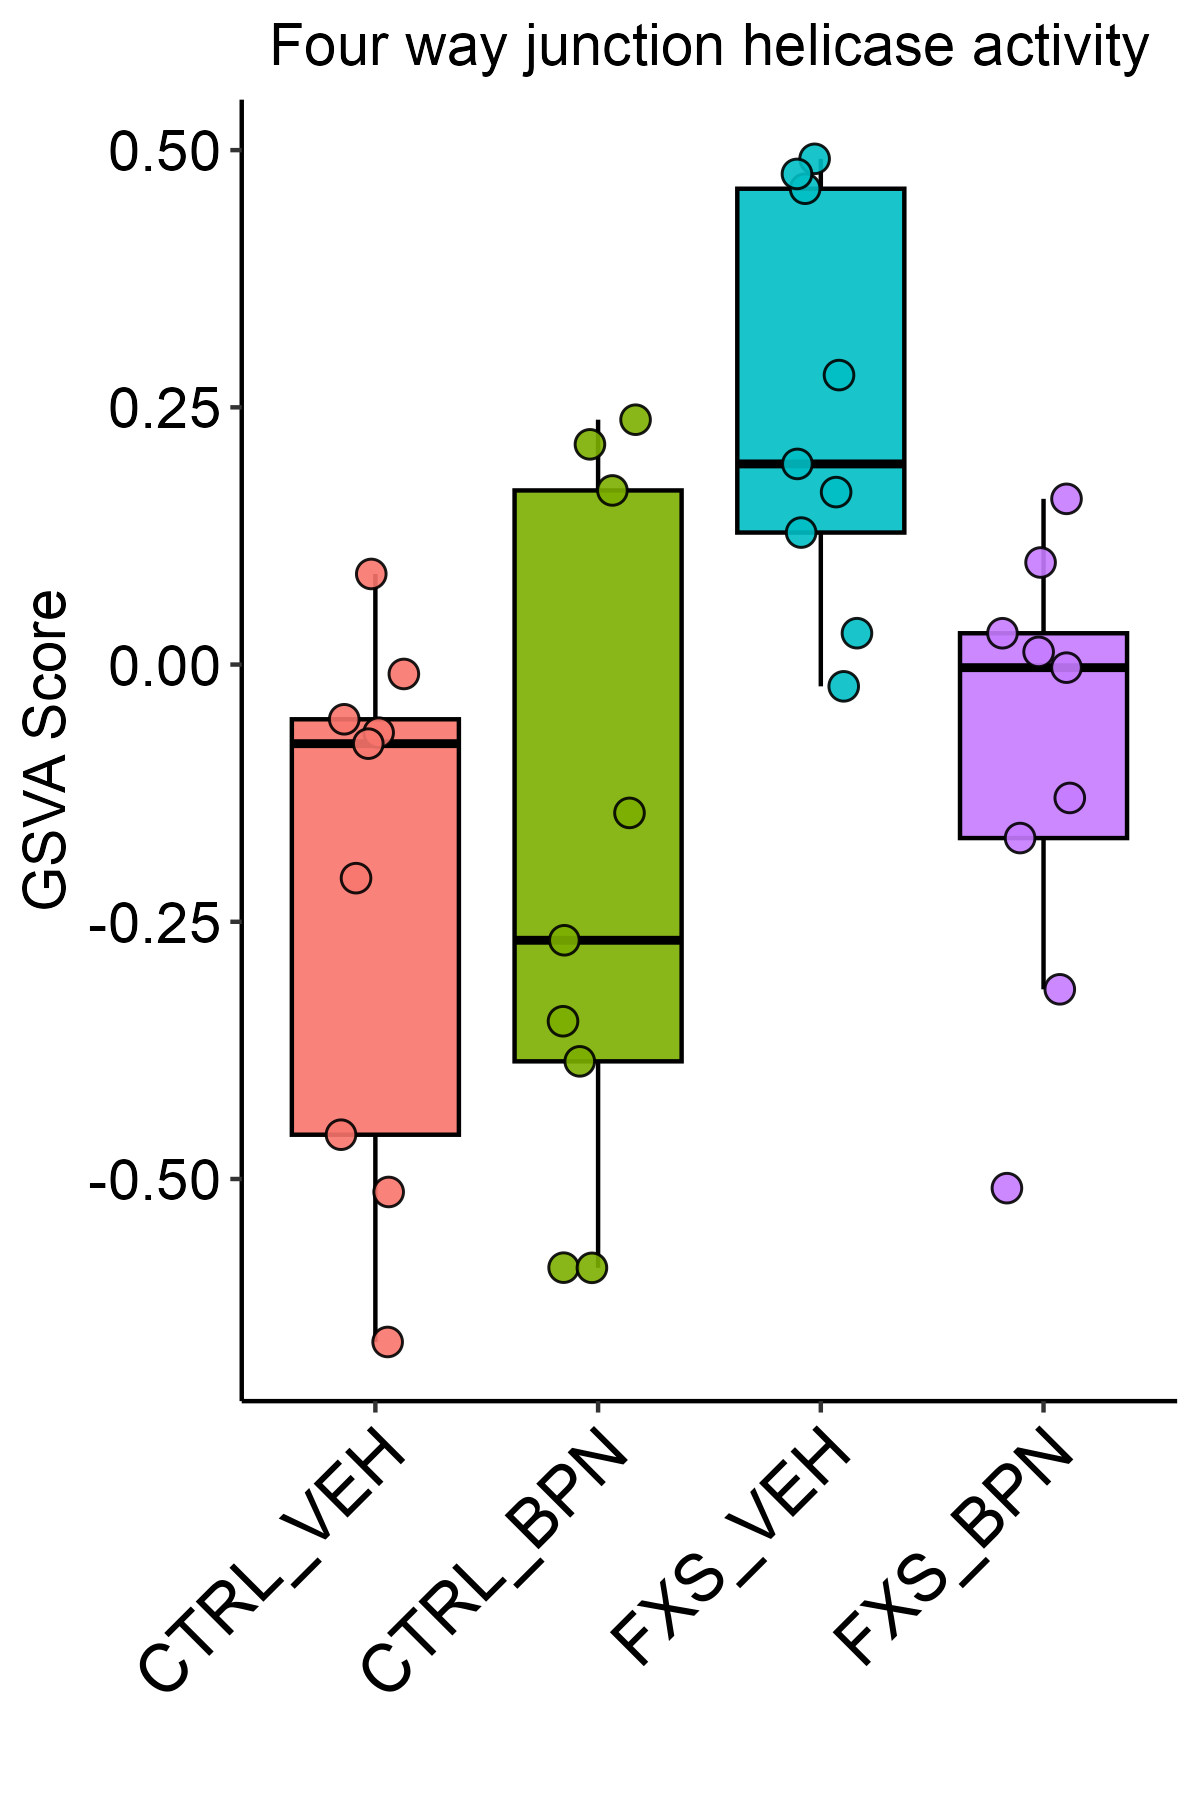 Four way junction helicase activity
GSVA Score
0.50
0.25
0.00
-0.25
-0.50
CTRL_VEH
CTRL_BPN
FXS_VEH
FXS_BPN